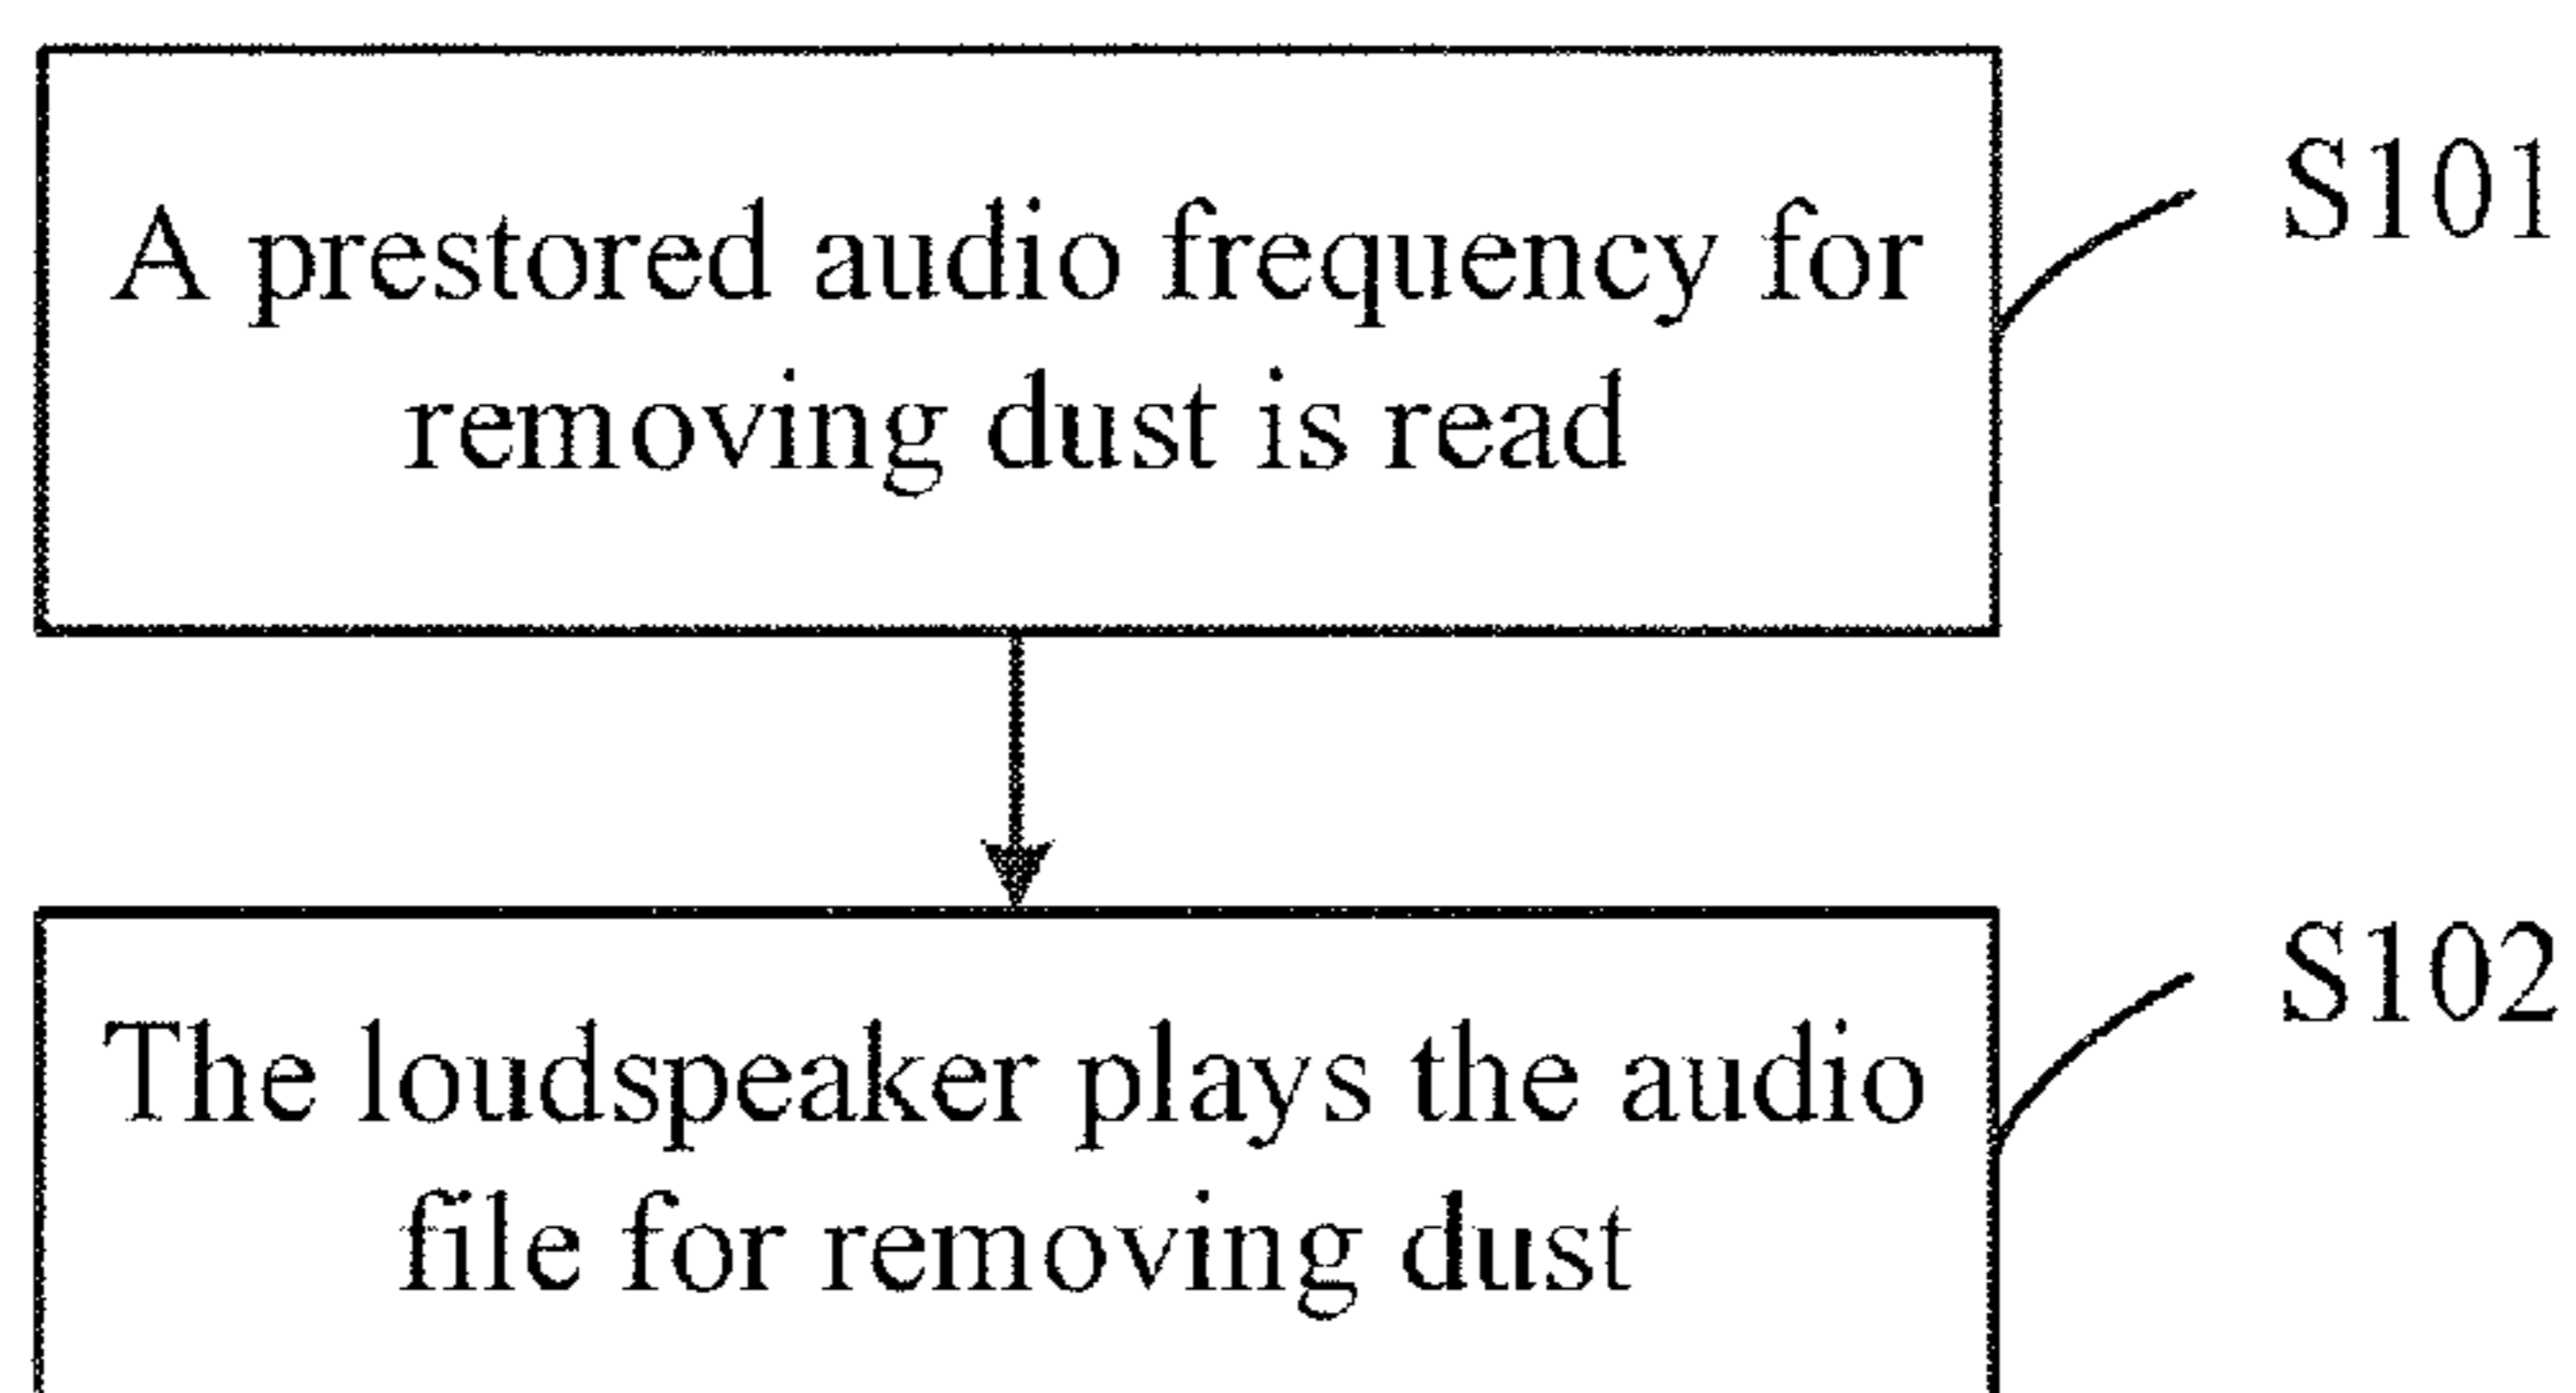 A prestored audio frequency for
removing dust is read
S101
The loudspeaker plays the audio
file for removing dust
S102